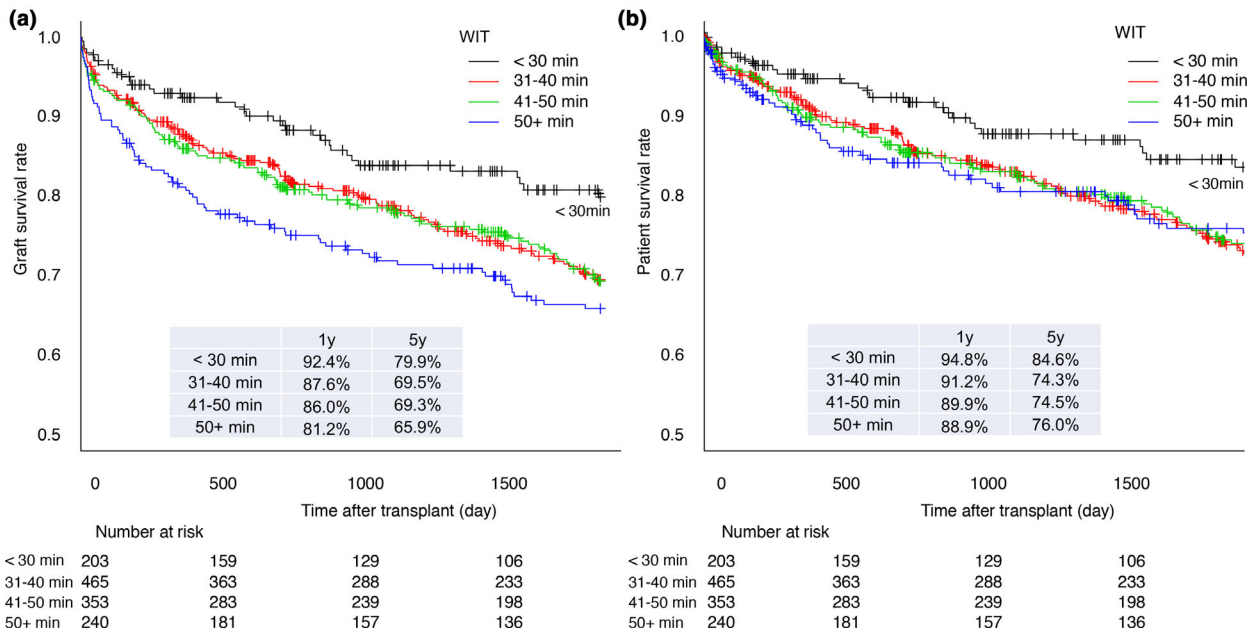 (a)
Graft survival rate
1.0
0.9
0.8
0.7
0.6
0.5
WIT
< 30 min
31-40 min
41-50 min
50+ min
< 30min
1y 5y
< 30 min 92.4% 79.9%
31-40 min 87.6% 69.5%
41-50 min 86.0% 69.3%
50+ min 81.2% 65.9%
0 500 1000 1500
Time after transplant (day)
Number at risk
< 30 min 203 159 129 106
31-40 min 465 363 288 233
41-50 min 353 283 239 198
50+ min 240 181 157 136
(b)
Patient survival rate
1.0
0.9
0.8
0.7
0.6
0.5
WIT
< 30 min
31-40 min
41-50 min
50+ min
< 30min
1y 5y
< 30 min 94.8% 84.6%
31-40 min 91.2% 74.3%
41-50 min 89.9% 74.5%
50+ min 88.9% 76.0%
0 500 1000 1500
Time after transplant (day)
Number at risk
< 30 min 203 159 129 106
31-40 min 465 363 288 233
41-50 min 353 283 239 198
50+ min 240 181 157 136